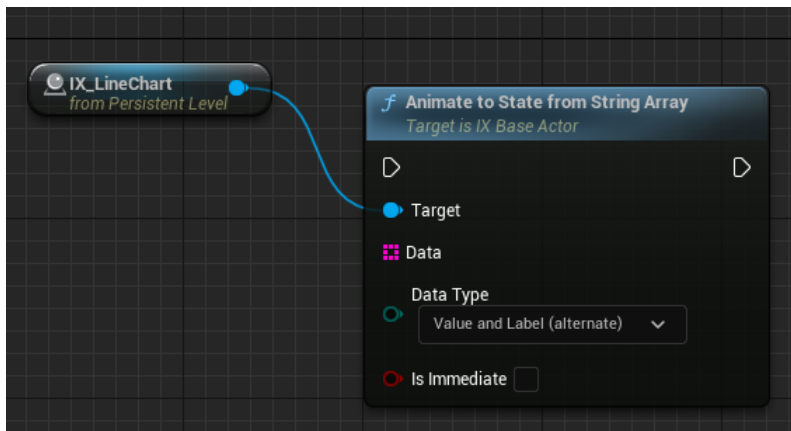 IX_LineChart
from Persistent Level
f Animate to State from String Array
Target is IX Base Actor
Target
Data
Data Type
Value and Label (alternate)
Is Immediate